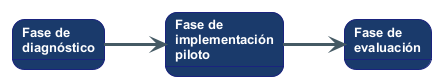 Fase de
diagnóstico
Fase de
implementación
piloto
Fase de
evaluación